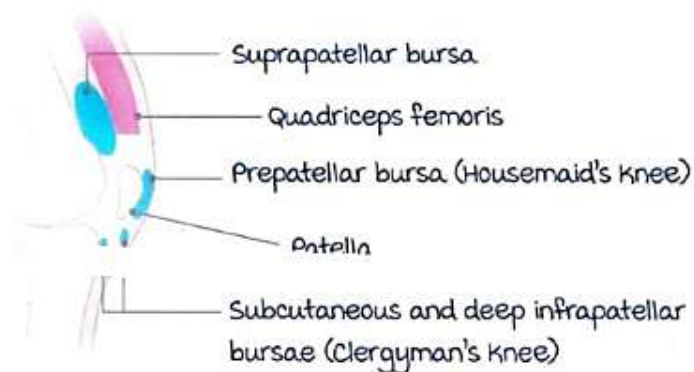 Suprapatellar bursa
Quadriceps femoris
Prepatellar bursa (Housemaid's knee)
Patella
Subcutaneous and deep infrapatellar
bursae (Clergyman's knee)